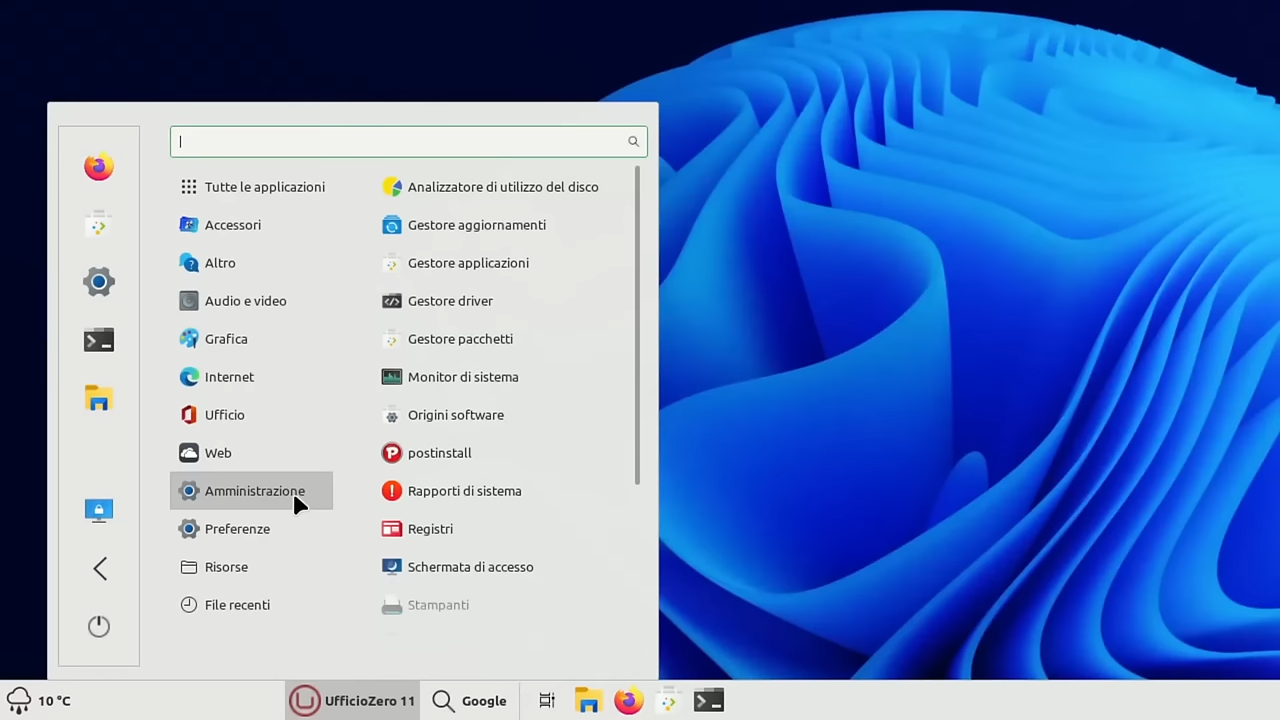 Tutte le applicazioni
Accessori
Altro
Audio e video
Grafica
Internet
Ufficio
Web
Amministrazione
Preferenze
Risorse
File recenti
Analizzatore di utilizzo del disco
Gestore aggiornamenti
Gestore applicazioni
Gestore driver
Gestore pacchetti
Monitor di sistema
Origini software
postinstall
Rapporti di sistema
Registri
Schermata di accesso
Stampanti
10 °C
UfficioZero 11
Google